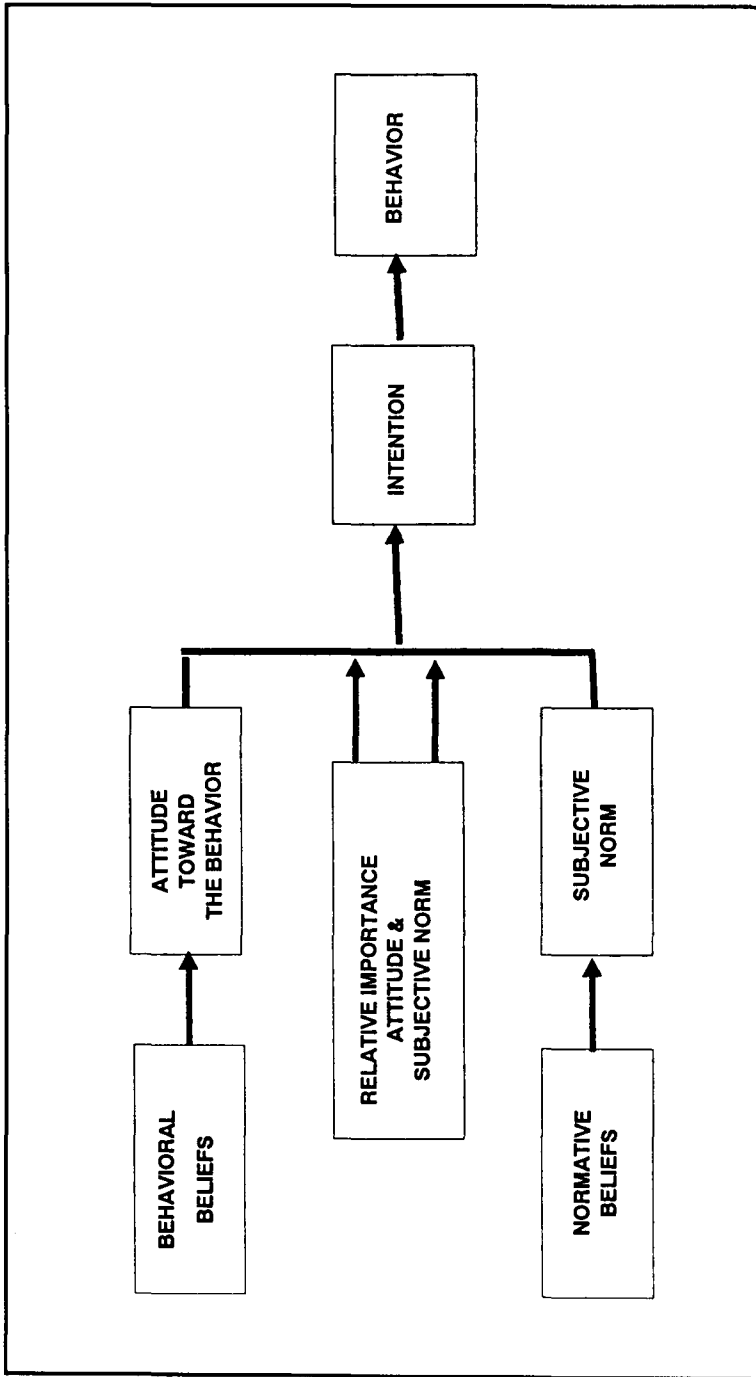 BEHAVIORAL
BELIEFS
ATTITUDE
TOWARD
THE BEHAVIOR
RELATIVE IMPORTANCE
ATTITUDE &
SUBJECTIVE NORM
NORMATIVE
BELIEFS
SUBJECTIVE
NORM
INTENTION
BEHAVIOR